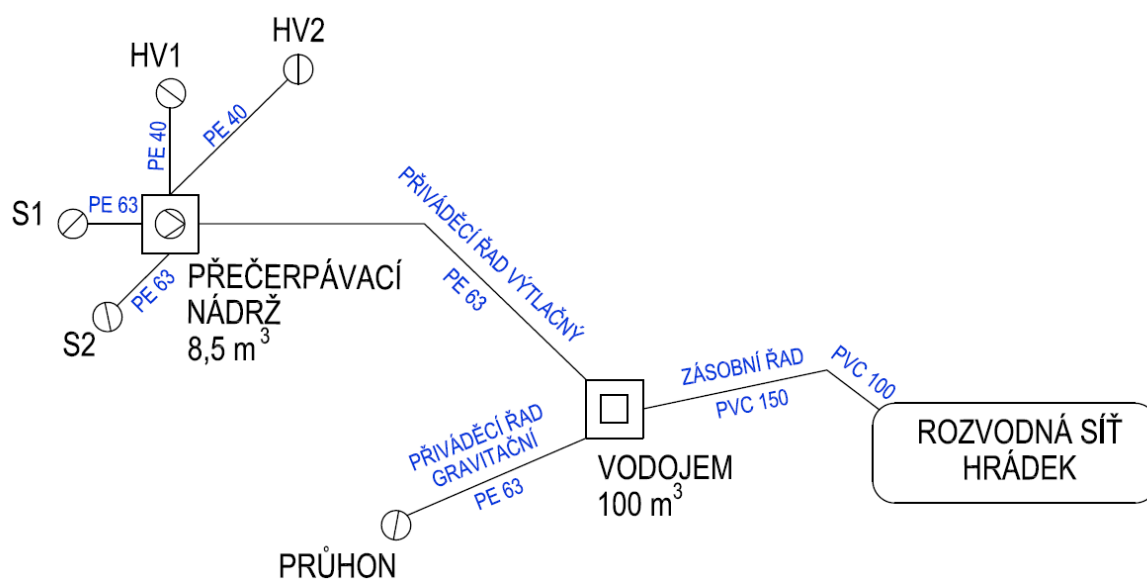 HV1
HV2
PE 40
PE 40
S1
PE 63
PE 63
S2
PŘEČERPÁVACÍ
NÁDRŽ
8,5 m³
PŘIVÁDĚCÍ ŘAD VÝTLAČNÝ
PE 63
ZÁSOBNÍ ŘAD
PVC 150
PVC 100
ROZVODNÁ SÍŤ
HRÁDEK
PŘIVÁDĚCÍ ŘAD
GRAVITAČNÍ
PE 63
VODOJEM
100 m³
PRŮHON